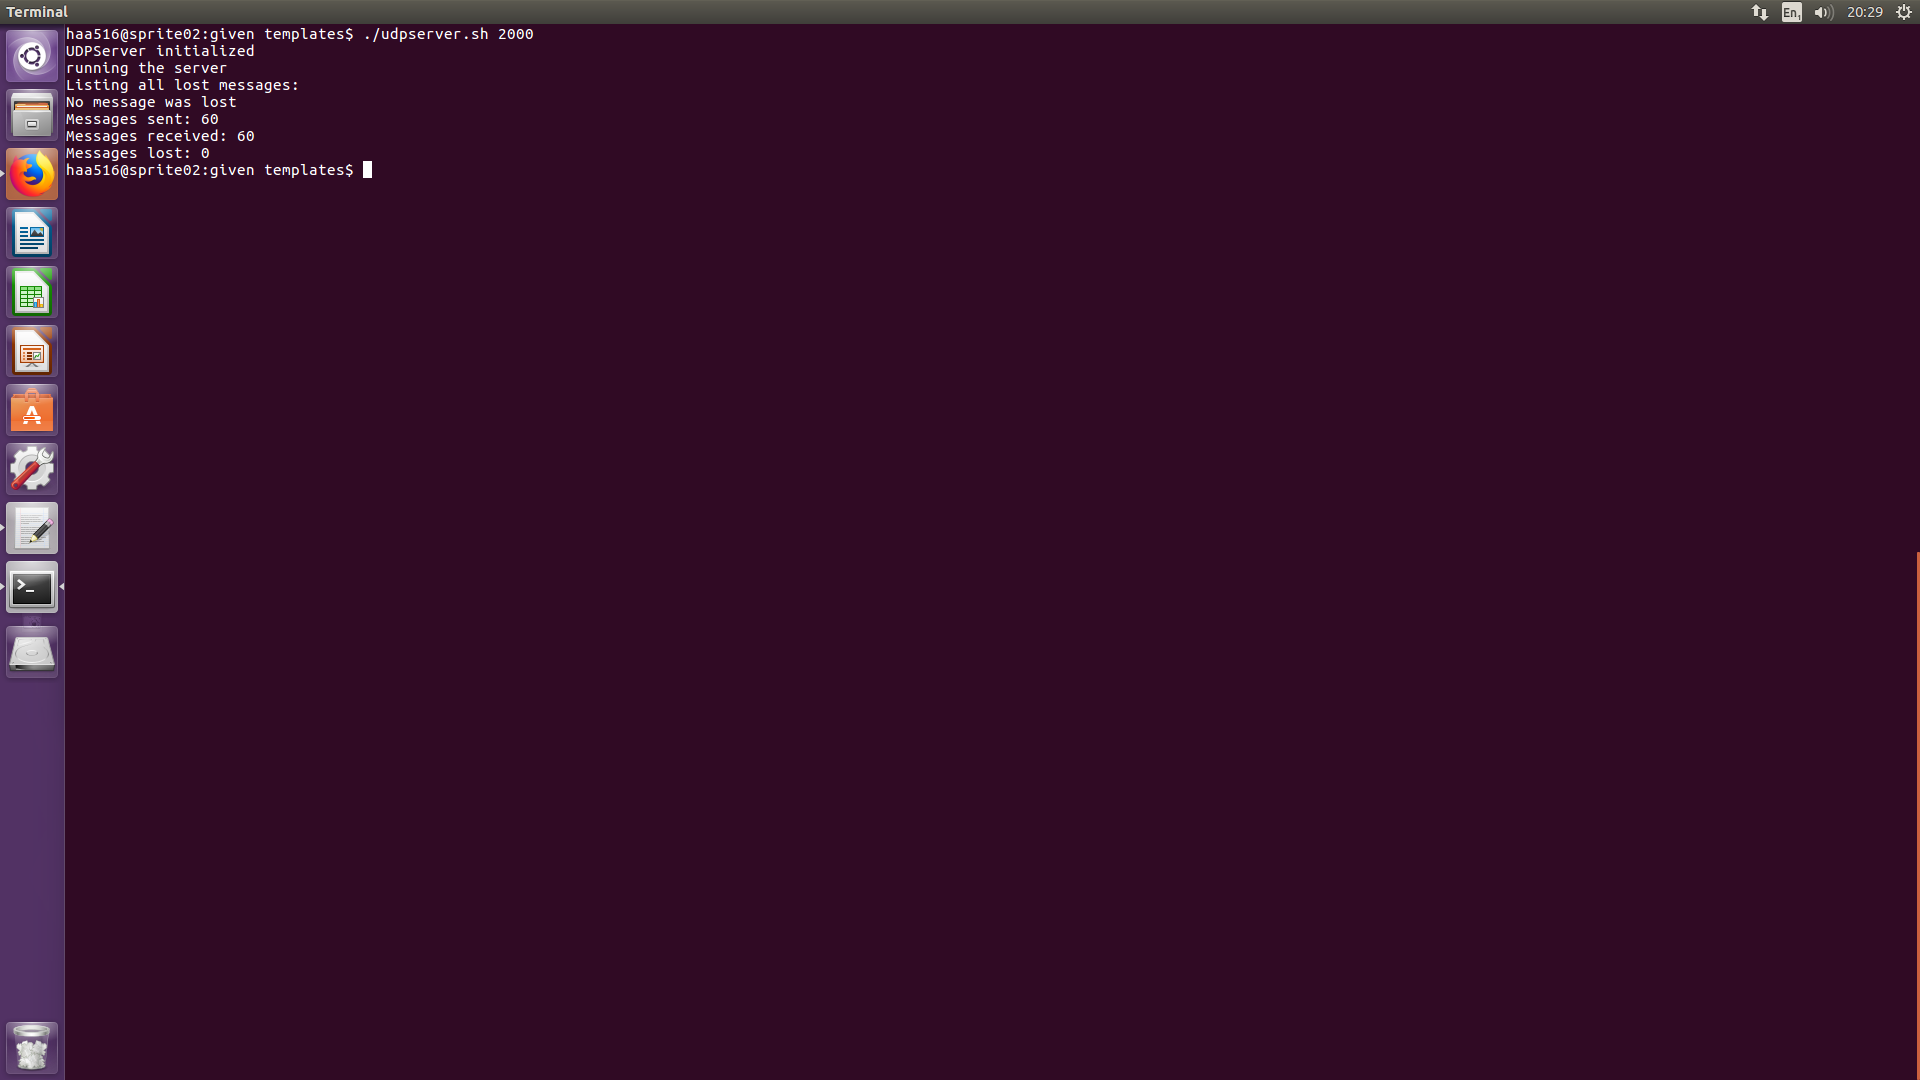 Terminal
En1
20:29
haa516@sprite02:given templates$ ./udpserver.sh 2000
UDPServer initialized
running the server
Listing all lost messages:
No message was lost
Messages sent: 60
Messages received: 60
Messages lost: 0
haa516@sprite02:given templates$